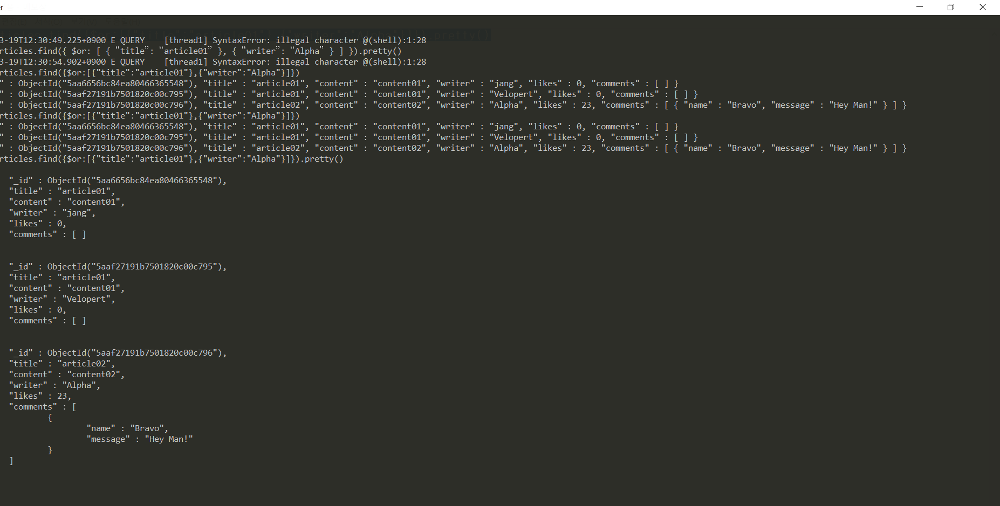 r
3-19T12:30:49.225+0900 E QUERY    [thread1] SyntaxError: illegal character @(shell):1:28
rticles.find({ $or: [ { “title”: “article01” }, { “writer”: “Alpha” } ] }).pretty()
3-19T12:30:54.902+0900 E QUERY    [thread1] SyntaxError: illegal character @(shell):1:28
rticles.find({$or:[{"title":"article01"},{"writer":"Alpha"}]})
" : ObjectId("5aa6656bc84ea80466365548"), "title" : "article01", "content" : "content01", "writer" : "jang", "likes" : 0, "comments" : [ ] }
" : ObjectId("5aaf27191b7501820c00c795"), "title" : "article01", "content" : "content01", "writer" : "Velopert", "likes" : 0, "comments" : [ ] }
" : ObjectId("5aaf27191b7501820c00c796"), "title" : "article02", "content" : "content02", "writer" : "Alpha", "likes" : 23, "comments" : [ { "name" : "Bravo", "message" : "Hey Man!" } ] }
rticles.find({$or:[{"title":"article01"},{"writer":"Alpha"}]})
" : ObjectId("5aa6656bc84ea80466365548"), "title" : "article01", "content" : "content01", "writer" : "jang", "likes" : 0, "comments" : [ ] }
" : ObjectId("5aaf27191b7501820c00c795"), "title" : "article01", "content" : "content01", "writer" : "Velopert", "likes" : 0, "comments" : [ ] }
" : ObjectId("5aaf27191b7501820c00c796"), "title" : "article02", "content" : "content02", "writer" : "Alpha", "likes" : 23, "comments" : [ { "name" : "Bravo", "message" : "Hey Man!" } ] }
rticles.find({$or:[{"title":"article01"},{"writer":"Alpha"}]}).pretty()
"_id" : ObjectId("5aa6656bc84ea80466365548"),
"title" : "article01",
"content" : "content01",
"writer" : "jang",
"likes" : 0,
"comments" : [ ]
"_id" : ObjectId("5aaf27191b7501820c00c795"),
"title" : "article01",
"content" : "content01",
"writer" : "Velopert",
"likes" : 0,
"comments" : [ ]
"_id" : ObjectId("5aaf27191b7501820c00c796"),
"title" : "article02",
"content" : "content02",
"writer" : "Alpha",
"likes" : 23,
"comments" : [
{
"name" : "Bravo",
"message" : "Hey Man!"
}
]